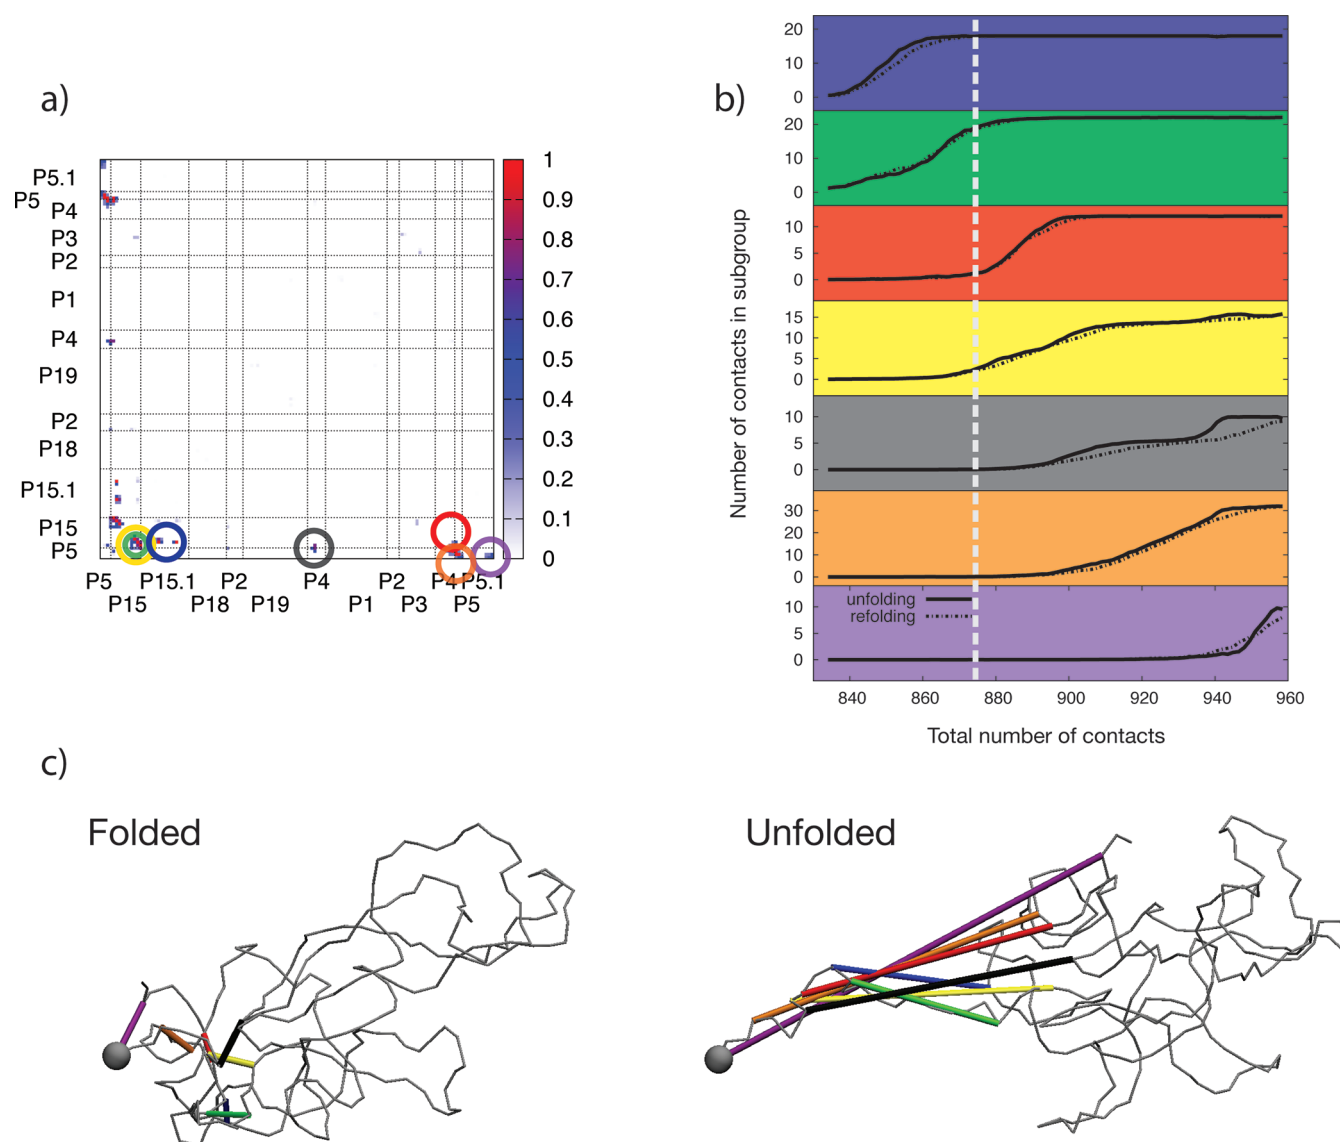 a)
P5.1
P5
P4
P3
P2
P1
P4
P19
P2
P18
P15.1
P15
P5
1
0.9
0.8
0.7
0.6
0.5
0.4
0.3
0.2
0.1
0
P5 P15.1 P2 P4 P2 P4 P5.1
P15 P18 P19 P1 P3 P5
b)
Number of contacts in subgroup
20
10
0
20
10
0
10
5
0
15
10
5
0
10
5
0
30
20
10
0
10
5
0
unfolding
refolding
840 860 880 900 920 940 960
Total number of contacts
c)
Folded
Unfolded